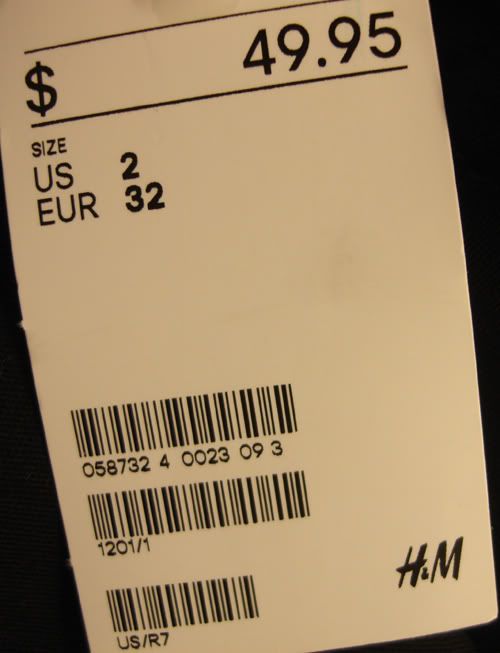 $ 49.95
SIZE
US 2
EUR 32
058732 4 0023 09 3
1201/1
US/R7
H&M